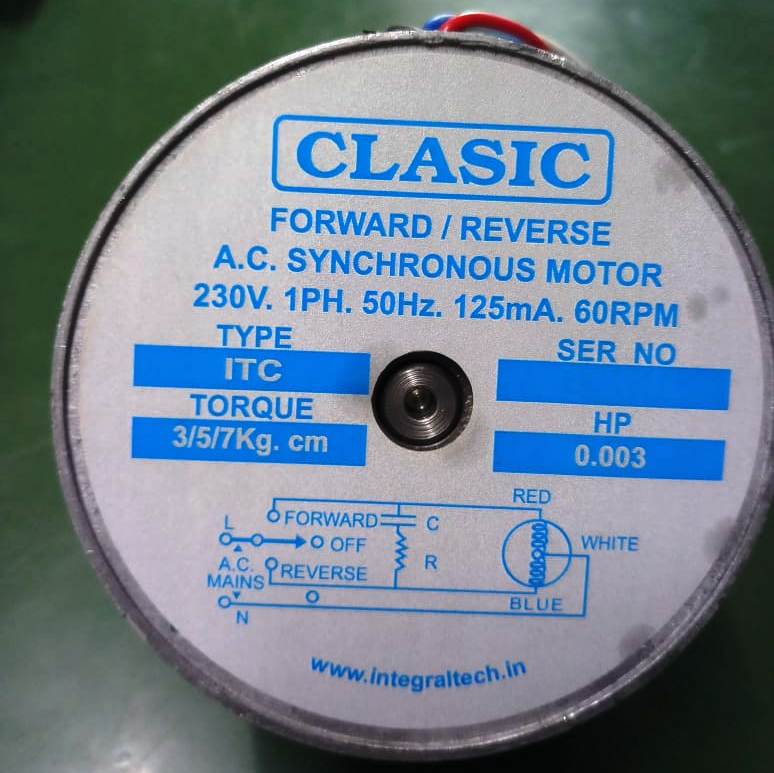 CLASIC
FORWARD / REVERSE
A.C. SYNCHRONOUS MOTOR
230V. 1PH. 50Hz. 125mA. 60RPM
TYPE
ITC
SER NO
TORQUE
3/5/7Kg. cm
HP
0.003
RED
L
FORWARD
C
OFF
WHITE
A.C.
MAINS
REVERSE
R
BLUE
N
www.integraltech.in